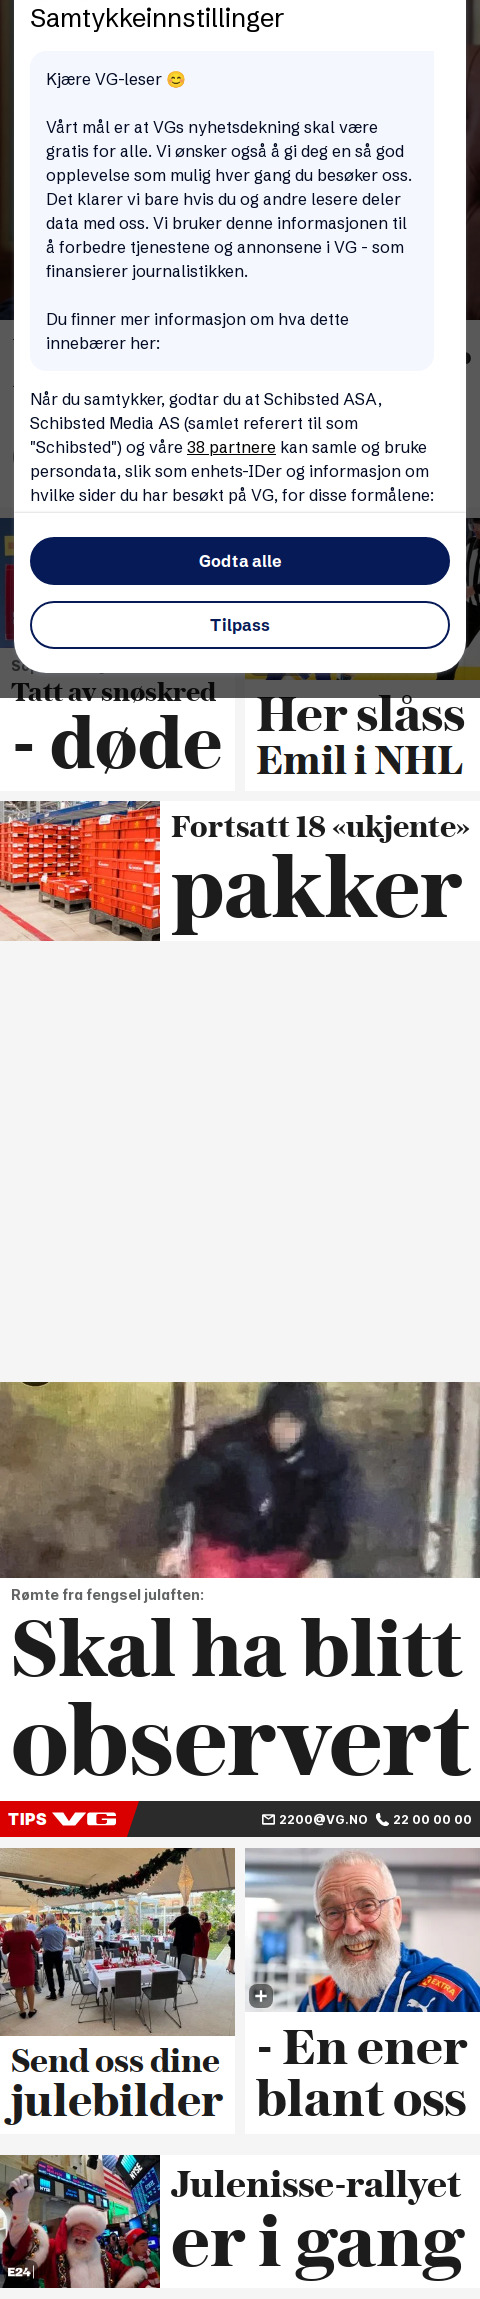 Samtykkeinnstillinger
Kjære VG-leser 😊
Vårt mål er at VGs nyhetsdekning skal være
gratis for alle. Vi ønsker også å gi deg en så god
opplevelse som mulig hver gang du besøker oss.
Det klarer vi bare hvis du og andre lesere deler
data med oss. Vi bruker denne informasjonen til
å forbedre tjenestene og annonsene i VG - som
finansierer journalistikken.
Du finner mer informasjon om hva dette
innebærer her:
Når du samtykker, godtar du at Schibsted ASA,
Schibsted Media AS (samlet referert til som
"Schibsted") og våre 38 partnere kan samle og bruke
persondata, slik som enhets-IDer og informasjon om
hvilke sider du har besøkt på VG, for disse formålene:
Godta alle
Tilpass
Tatt av snøskred
- døde
Her slåss
Emil i NHL
Fortsatt 18 «ukjente»
pakker
Rømte fra fengsel julaften:
Skal ha blitt
observert
TIPS VG 2200@VG.NO 22 00 00 00
Send oss dine
julebilder
EXTRA
- En ener
blant oss
NYSE
E24
Julenisse-rallyet
er i gang